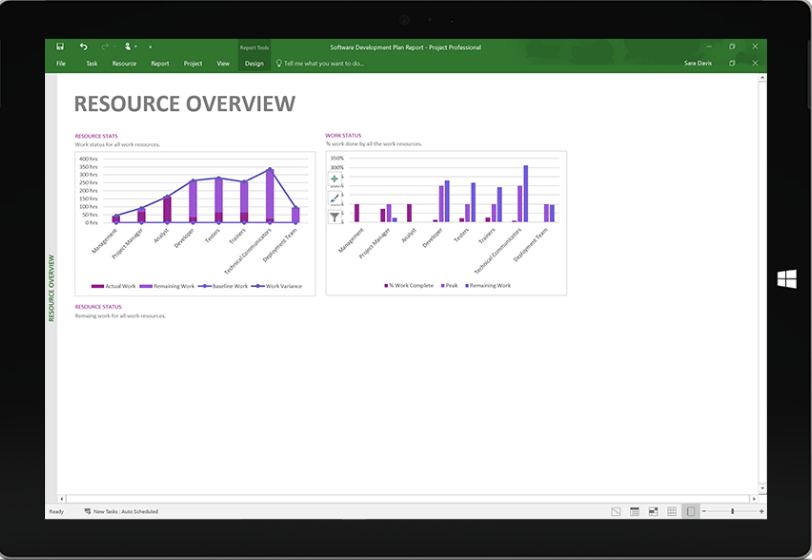 Report Tools
Software Development Plan Report - Project Professional
File Task Resource Report Project View Design Tell me what you want to do... Sara Davis
RESOURCE OVERVIEW
RESOURCE STATS
Work status for all work resources.
400 hrs
350 hrs
300 hrs
250 hrs
200 hrs
150 hrs
100 hrs
50 hrs
0 hrs
Management
Project Manager
Analyst
Developer
Testers
Trainers
Technical Communicators
Deployment Team
Actual Work Remaining Work Baseline Work Work Variance
WORK STATUS
% work done by all the work resources.
350%
300%
Management
Project Manager
Analyst
Developer
Testers
Trainers
Technical Communicators
Deployment Team
% Work Complete Peak Remaining Work
RESOURCE STATUS
Remaing work for all work resources.
RESOURCE OVERVIEW
Ready New Tasks : Auto Scheduled